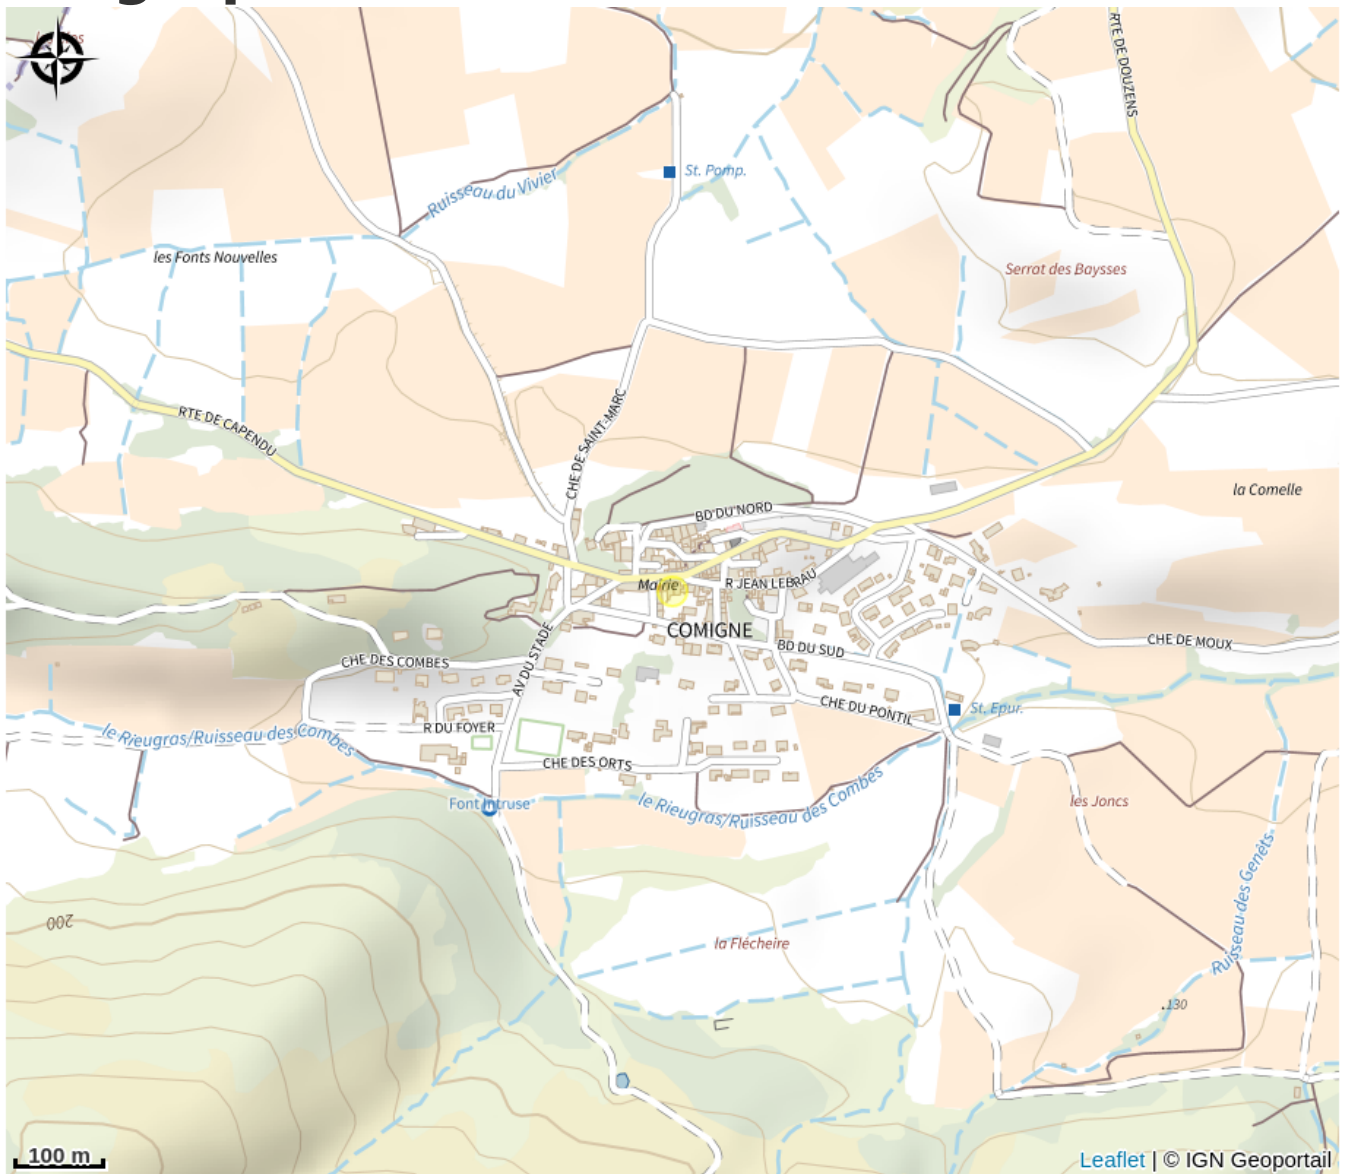 RTE DE DOUZENS
St. Pomp.
Ruisseau du Vivier
les Fonts Nouvelles
Serrat des Baysses
RTE DE CAPENDU
CHE DE SAINT-MARC
la Comelle
BD DU NORD
Mairie
R JEAN LEBRAU
COMIGNE
CHE DE MOUX
BD DU SUD
CHE DES COMBES
AV DU STADE
CHE DU PONTIL
St. Epur.
R DU FOYER
le Rieugras/Ruisseau des Combes
CHE DES ORTS
Font Intruse
le Rieugras/Ruisseau des Combes
les Joncs
Ruisseau des Genêts
200
la Flécheire
.130
100 m
Leaflet | © IGN Geoportail